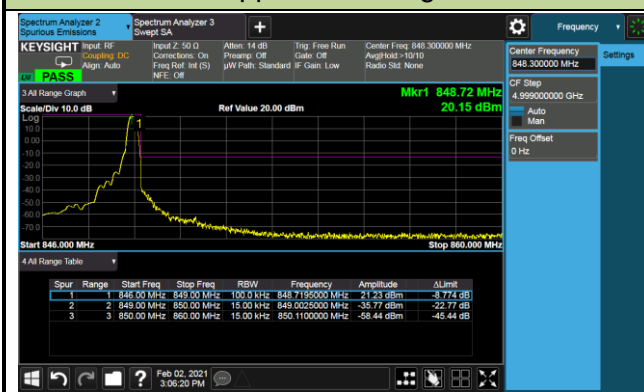 Spectrum Analyzer 2
Spurious Emissions
Spectrum Analyzer 3
Swept SA
+
Frequency
KEYSIGHT
Input: RF
Coupling: DC
Align: Auto
Input Z: 50 Ω
Corrections: On
Freq Ref: Int (S)
NFE: Off
Atten: 14 dB
Preamp: Off
µW Path: Standard
Trig: Free Run
Gate: Off
IF Gain: Low
Center Freq: 848.300000 MHz
Avg|Hold:>10/10
Radio Std: None
PASS
Center Frequency
848.300000 MHz
Settings
CF Step
4.999000000 GHz
Auto
Man
Freq Offset
0 Hz
3 All Range Graph
Mkr1 848.72 MHz
20.15 dBm
Scale/Div 10.0 dB
Ref Value 20.00 dBm
Log
10.0
0.00
-10.0
-20.0
-30.0
-40.0
-50.0
-60.0
-70.0
1
Start 846.000 MHz
Stop 860.000 MHz
4 All Range Table
Spur Range Start Freq Stop Freq RBW Frequency Amplitude ΔLimit
1 1 846.00 MHz 849.00 MHz 100.0 kHz 848.7195000 MHz 21.23 dBm -8.774 dB
2 2 849.00 MHz 850.00 MHz 15.00 kHz 849.0025000 MHz -35.77 dBm -22.77 dB
3 3 850.00 MHz 860.00 MHz 15.00 kHz 850.1100000 MHz -58.44 dBm -45.44 dB
?
Feb 02, 2021
3:06:20 PM